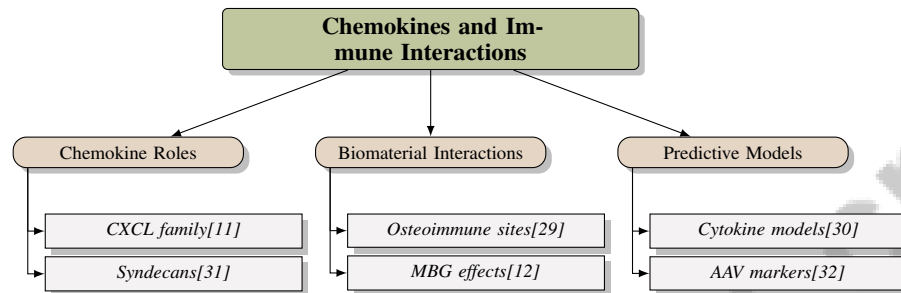 Chemokines and Im-
mune Interactions
Chemokine Roles
Biomaterial Interactions
Predictive Models
CXCL family[11]
Osteoimmune sites[29]
Cytokine models[30]
Syndecans[31]
MBG effects[12]
AAV markers[32]